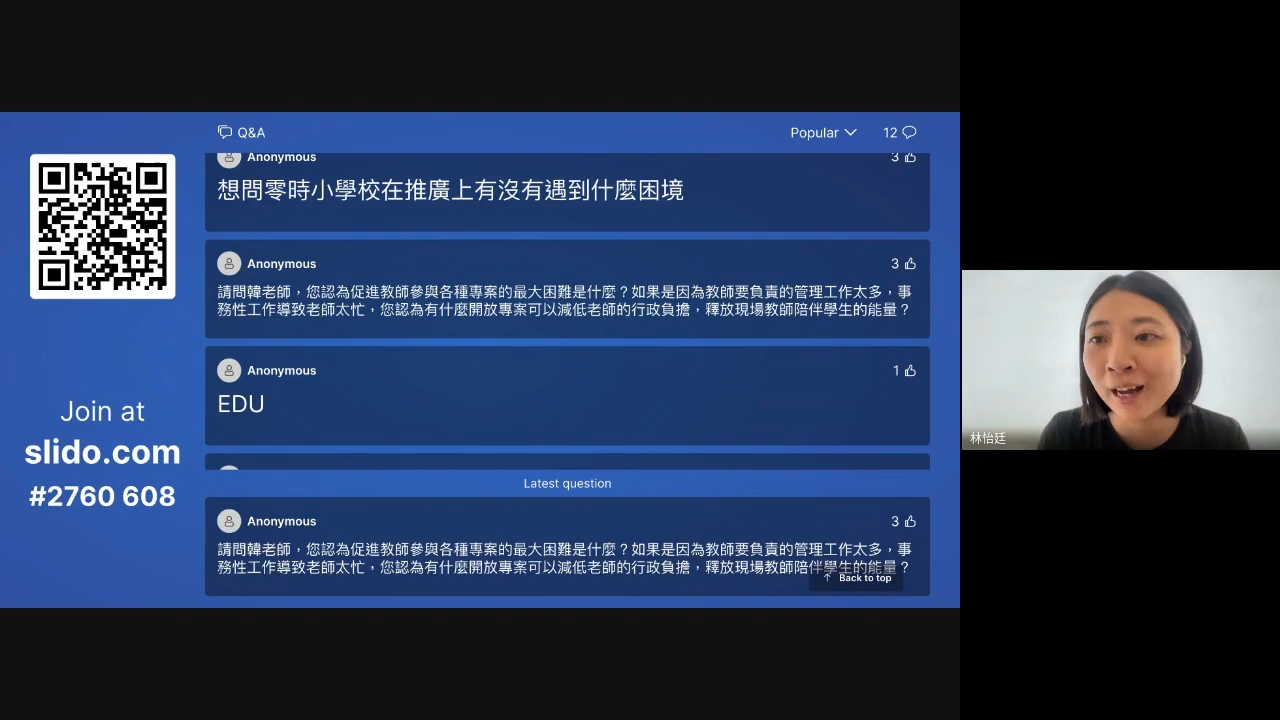 Q&A
Popular
12
Anonymous
3
想問零時小學校在推廣上有沒有遇到什麼困境
Anonymous
3
請問韓老師，您認為促進教師參與各種專案的最大困難是什麼？如果是因為教師要負責的管理工作太多，事
務性工作導致老師太忙，您認為有什麼開放專案可以減低老師的行政負擔，釋放現場教師陪伴學生的能量？
Anonymous
1
EDU
Latest question
Anonymous
3
請問韓老師，您認為促進教師參與各種專案的最大困難是什麼？如果是因為教師要負責的管理工作太多，事
務性工作導致老師太忙，您認為有什麼開放專案可以減低老師的行政負擔，釋放現場教師陪伴學生的能量？
Back to top
Join at
slido.com
#2760 608
林怡廷